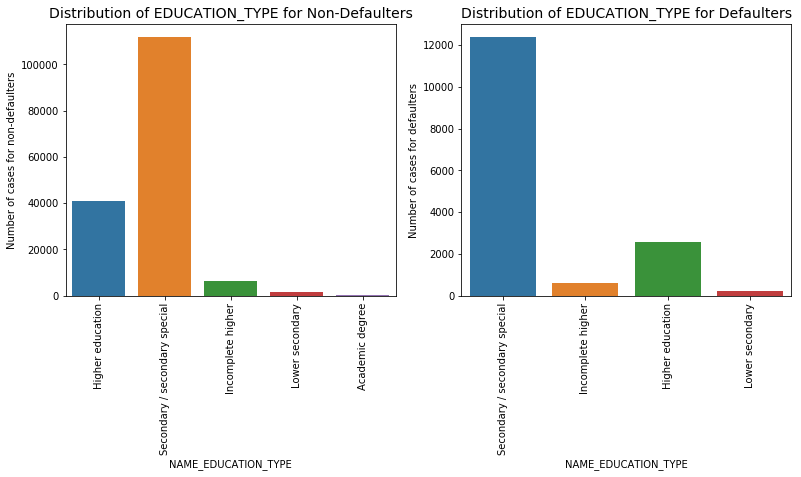 Distribution of EDUCATION_TYPE for Non-Defaulters
Number of cases for non-defaulters
100000
80000
60000
40000
20000
0
Higher education
Secondary / secondary special
Incomplete higher
Lower secondary
Academic degree
NAME_EDUCATION_TYPE
Distribution of EDUCATION_TYPE for Defaulters
Number of cases for defaulters
12000
10000
8000
6000
4000
2000
0
Secondary / secondary special
Incomplete higher
Higher education
Lower secondary
NAME_EDUCATION_TYPE